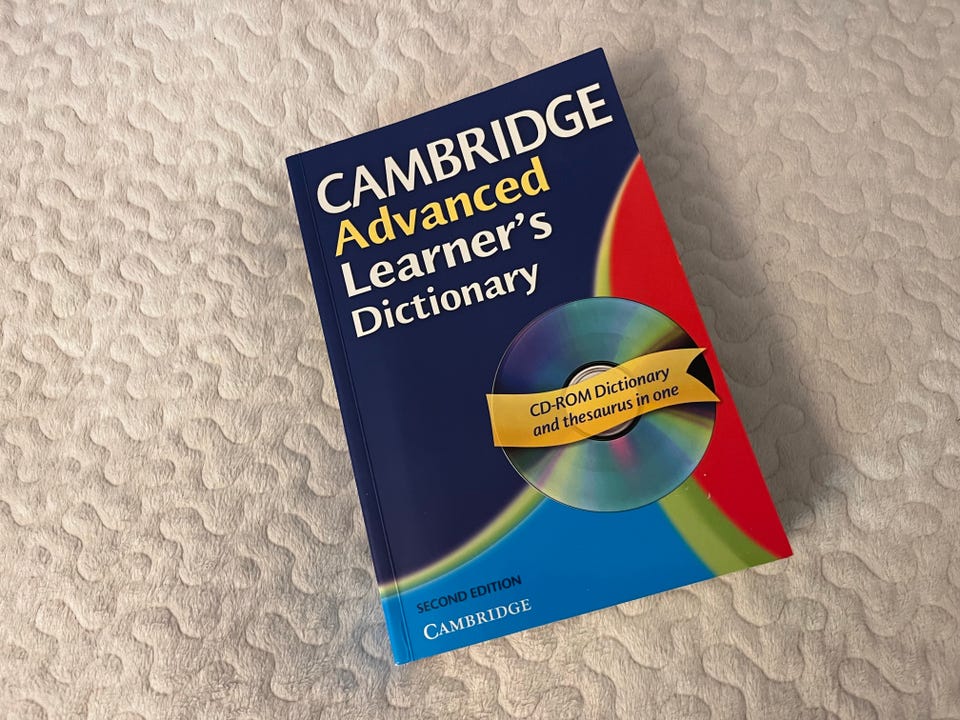 CAMBRIDGE
Advanced
Learner's
Dictionary
CD-ROM Dictionary
and thesaurus in one
SECOND EDITION
CAMBRIDGE